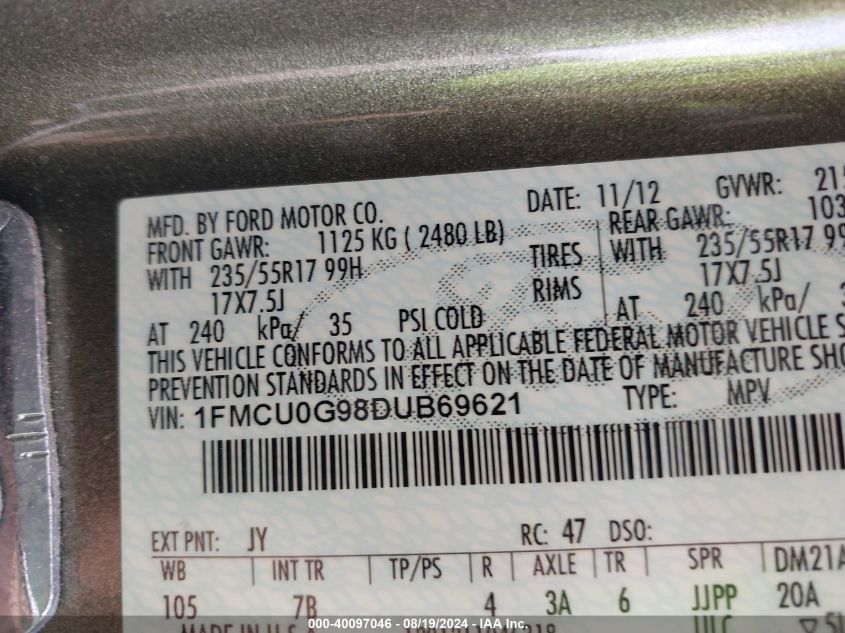 MFD. BY FORD MOTOR CO. DATE: 11/12 GVWR:
FRONT GAWR: 1125 KG ( 2480 LB) REAR GAWR:
WITH 235/55R17 99H TIRES WITH 235/55R17
17X7.5J RIMS 17X7.5J
AT 240 kPa/ 35 PSI COLD AT 240 kPa/
THIS VEHICLE CONFORMS TO ALL APPLICABLE FEDERAL MOTOR VEHICLE
PREVENTION STANDARDS IN EFFECT ON THE DATE OF MANUFACTURE
VIN: 1FMCU0G98DUB69621 TYPE: MPV
EXT PNT: JY RC: 47 DSO:
WB INT TR TP/PS R AXLE TR SPR DM21A
105 7B 4 3A 6 JJPP 20A
MADE IN U.S.A.
000-40097046 - 08/19/2024 - IAA Inc.